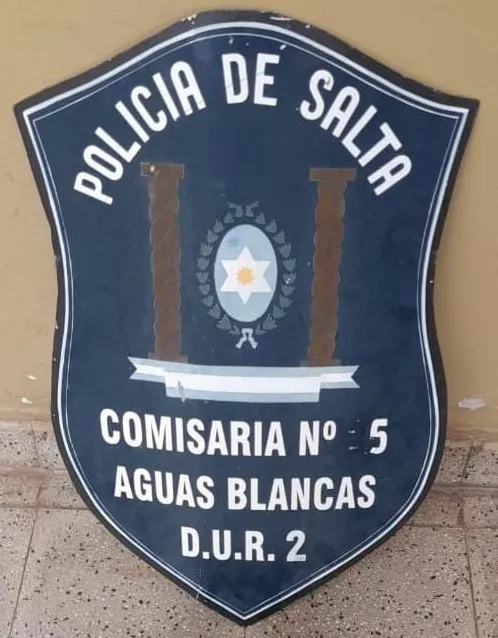 POLICIA DE SALTA
COMISARIA Nº 5
AGUAS BLANCAS
D.U.R. 2